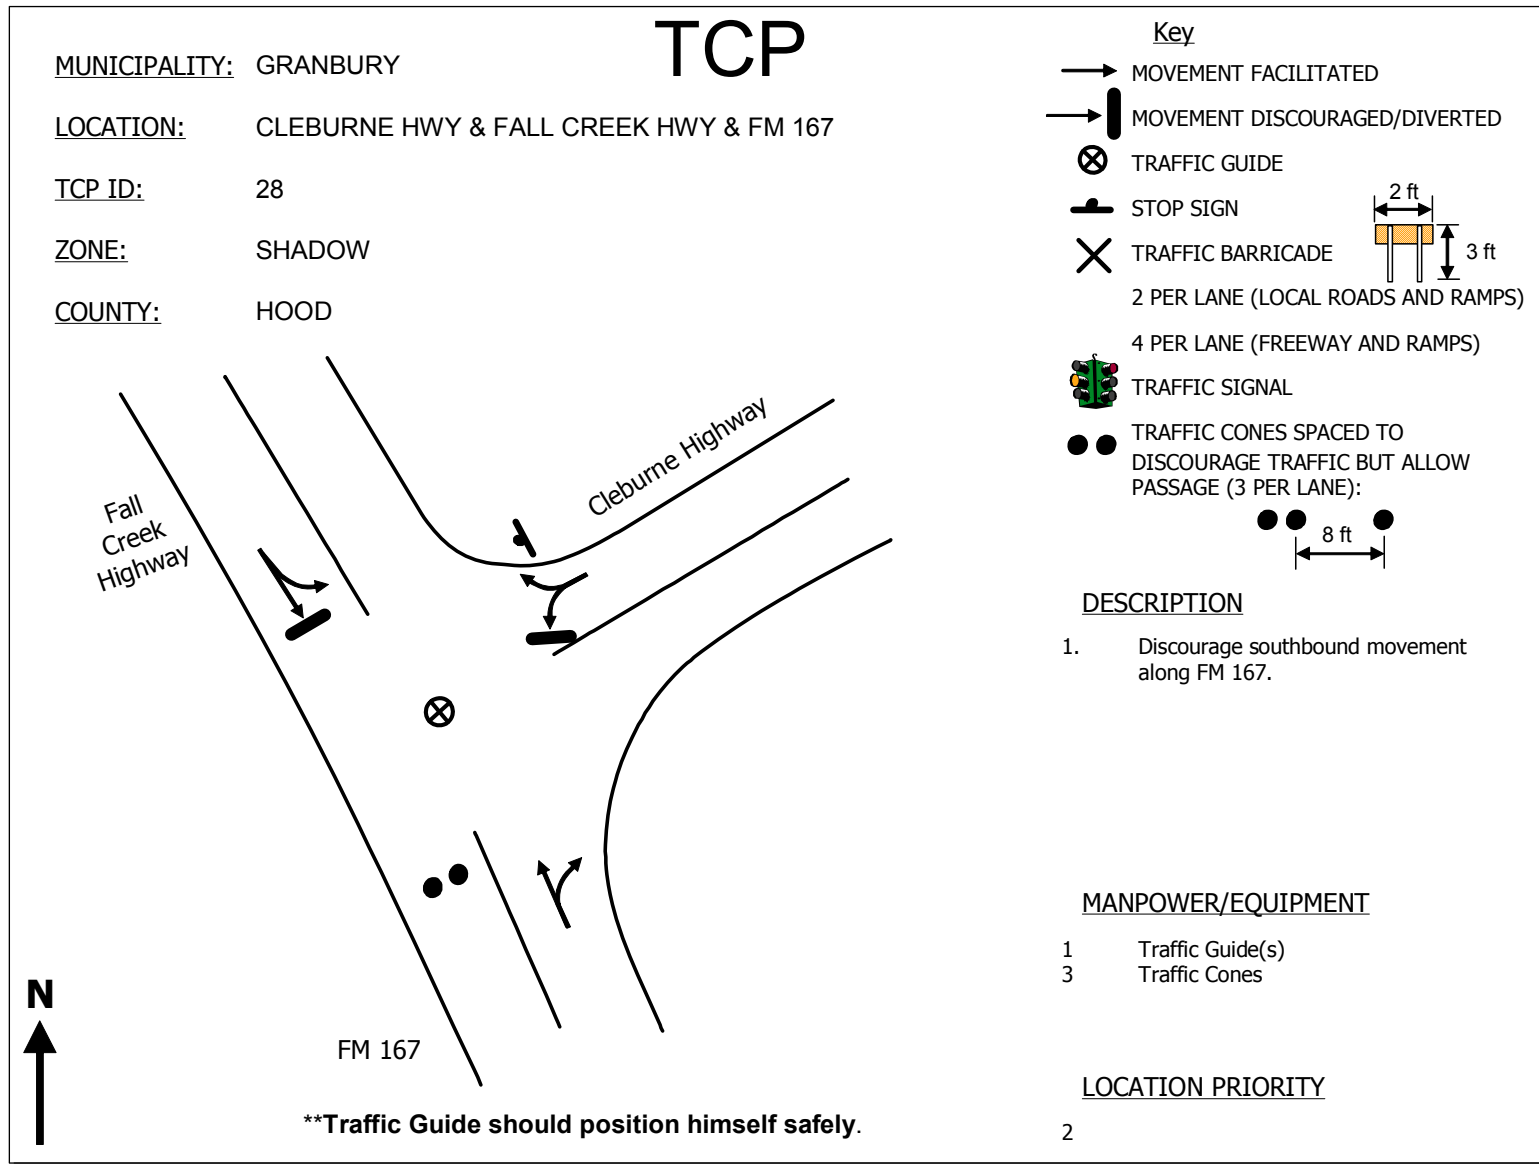 TCP
MUNICIPALITY: GRANBURY
LOCATION: CLEBURNE HWY & FALL CREEK HWY & FM 167
TCP ID: 28
ZONE: SHADOW
COUNTY: HOOD
Key
MOVEMENT FACILITATED
MOVEMENT DISCOURAGED/DIVERTED
TRAFFIC GUIDE
STOP SIGN
2 ft
TRAFFIC BARRICADE
3 ft
2 PER LANE (LOCAL ROADS AND RAMPS)
4 PER LANE (FREEWAY AND RAMPS)
TRAFFIC SIGNAL
TRAFFIC CONES SPACED TO
DISCOURAGE TRAFFIC BUT ALLOW
PASSAGE (3 PER LANE):
8 ft
Fall
Creek
Highway
Cleburne Highway
FM 167
N
**Traffic Guide should position himself safely.
DESCRIPTION
1. Discourage southbound movement
along FM 167.
MANPOWER/EQUIPMENT
1 Traffic Guide(s)
3 Traffic Cones
LOCATION PRIORITY
2